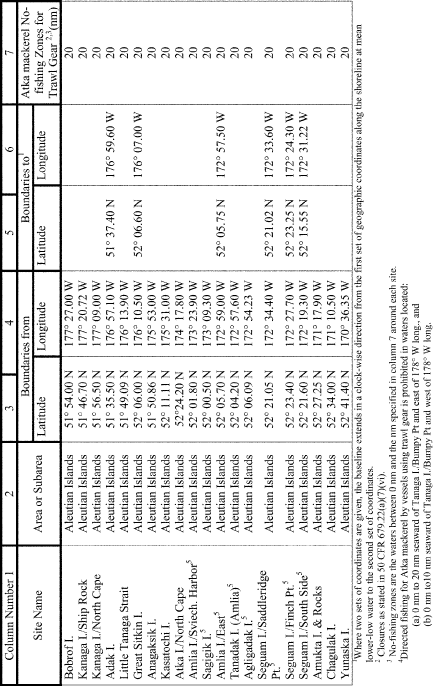 Column Number 1 2 3 4 5 6 7
Site Name Area or Subarea Boundaries from Boundaries to¹ Atka mackerel No-fishing Zones for Trawl Gear ²,³(nm)
Latitude Longitude Latitude Longitude
Bobrof I. Aleutian Islands 51° 54.00 N 177° 27.00 W 20
Kanaga I./Ship Rock Aleutian Islands 51° 46.70 N 177° 20.72 W 20
Kanaga I./North Cape Aleutian Islands 51° 56.50 N 177° 09.00 W 20
Adak I. Aleutian Islands 51° 35.50 N 176° 57.10 W 51° 37.40 N 176° 59.60 W 20
Little Tanaga Strait Aleutian Islands 51° 49.09 N 176° 13.90 W 20
Great Sitkin I. Aleutian Islands 52° 06.00 N 176° 10.50 W 52° 06.60 N 176° 07.00 W 20
Anagaksik I. Aleutian Islands 51° 50.86 N 175° 53.00 W 20
Kasatochi I. Aleutian Islands 52° 11.11 N 175° 31.00 W 20
Atka I./North Cape Aleutian Islands 52°24.20 N 174° 17.80 W 20
Amlia I./Sviech. Harbor⁵ Aleutian Islands 52° 01.80 N 173° 23.90 W 20
Sagigik I.⁵ Aleutian Islands 52° 00.50 N 173° 09.30 W 20
Amlia I./East⁵ Aleutian Islands 52° 05.70 N 172° 59.00 W 52° 05.75 N 172° 57.50 W 20
Tanadak I. (Amlia)⁵ Aleutian Islands 52° 04.20 N 172° 57.60 W 20
Agligadak I.⁵ Aleutian Islands 52° 06.09 N 172° 54.23 W 20
Seguam I./Saddleridge Pt.⁵ Aleutian Islands 52° 21.05 N 172° 34.40 W 52° 21.02 N 172° 33.60 W 20
Seguam I./Finch Pt.⁵ Aleutian Islands 52° 23.40 N 172° 27.70 W 52° 23.25 N 172° 24.30 W 20
Seguam I./South Side⁵ Aleutian Islands 52° 21.60 N 172° 19.30 W 52° 15.55 N 172° 31.22 W 20
Amukta I. & Rocks Aleutian Islands 52° 27.25 N 171° 17.90 W 20
Chagulak I. Aleutian Islands 52° 34.00 N 171° 10.50 W 20
Yunaska I. Aleutian Islands 52° 41.40 N 170° 36.35 W 20
¹Where two sets of coordinates are given, the baseline extends in a clock-wise direction from the first set of geographic coordinates along the shoreline at mean
lower-low water to the second set of coordinates.
² Closures as stated in 50 CFR 679.22(a)(7)(vi).
³ No-fishing zones are the waters between 0 nm and the nm specified in column 7 around each site.
⁴Directed fishing for Atka mackerel by vessels using trawl gear is prohibited in waters located:
(a) 0 nm to 20 nm seaward of Tanaga I./Bumpy Pt and east of 178° W long., and
(b) 0 nm to10 nm seaward of Tanaga I./Bumpy Pt and west of 178° W long.